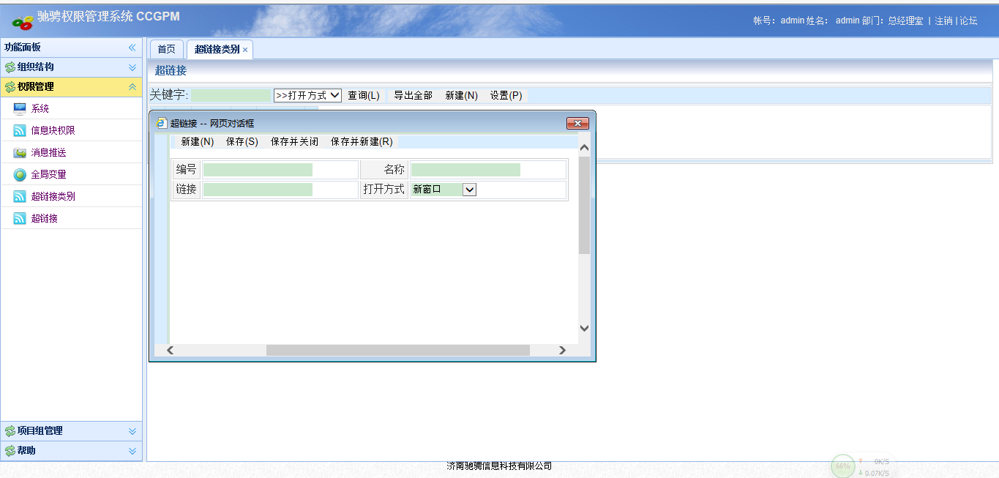 驰骋权限管理系统 CCGPM
帐号: admin 姓名: admin 部门: 总经理室 | 注销 | 论坛
功能面板
组织结构
权限管理
系统
信息块权限
消息推送
全局变量
超链接类别
超链接
项目组管理
帮助
首页 超链接类别 ×
超链接
关键字: >>打开方式 查询(L) 导出全部 新建(N) 设置(P)
超链接 -- 网页对话框
新建(N) 保存(S) 保存并关闭 保存并新建(R)
编号 名称
链接 打开方式 新窗口
济南驰骋信息科技有限公司
66% 0K/S
0.07K/S